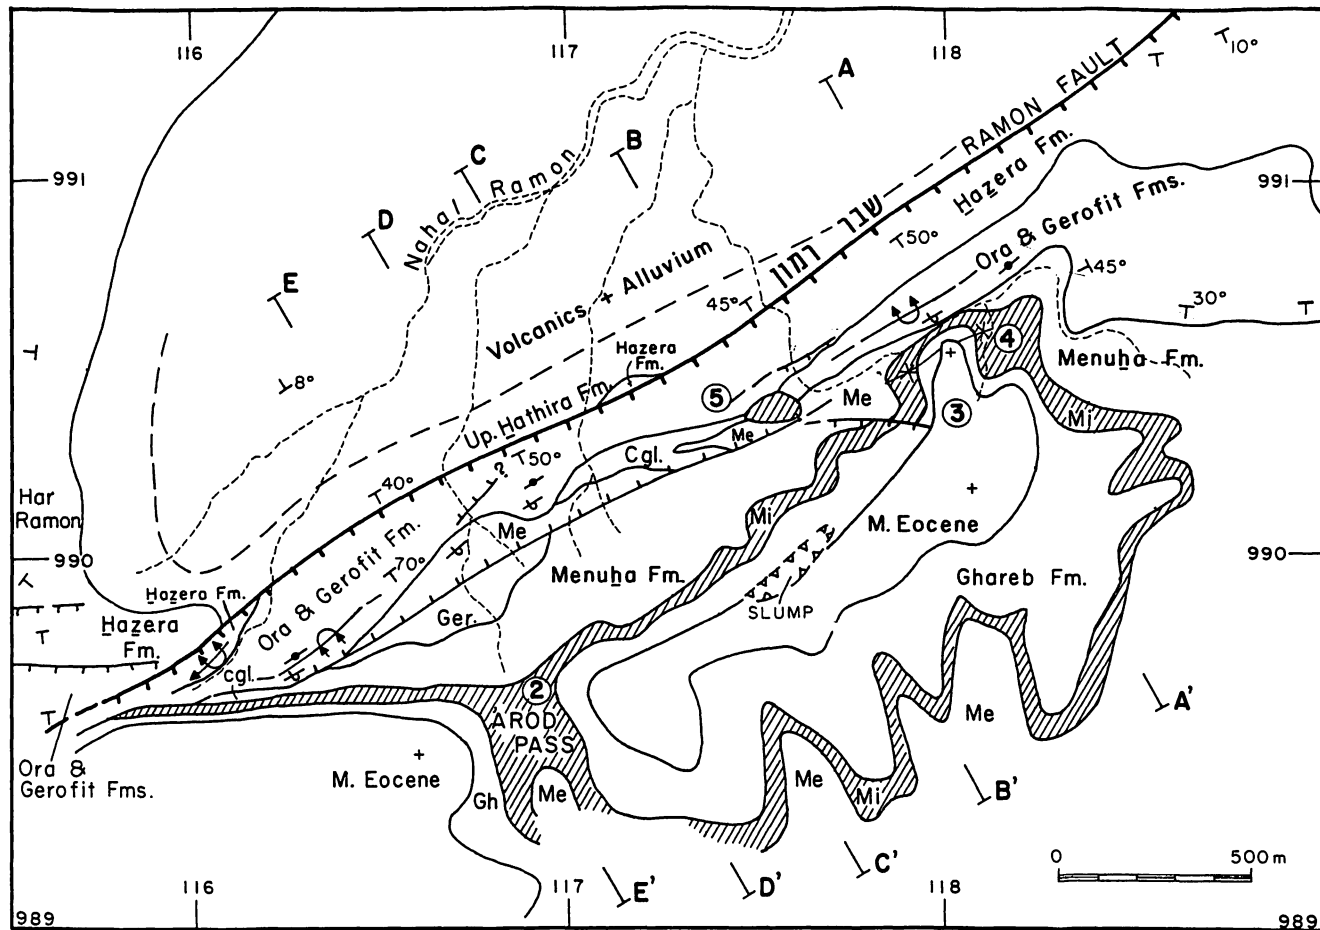 116
117
118
A
10°
RAMON FAULT
B
C
Nahal Ramon
991
Hazera Fm.
991
D
שבר רמון
50°
Ora & Gerofit Fms.
E
Volcanics + Alluvium
45°
45°
30°
Hazera
Fm.
4
Menuha Fm.
8°
5
Me
Up. Hathira Fm.
3
Mi
Me
Cgl.
50°
?
40°
Har
Ramon
Me
Mi
M. Eocene
990
70°
Menuha Fm.
990
Ora & Gerofit Fm.
Ghareb Fm.
Hazera Fm.
SLUMP
Hazera
Fm.
Ger.
cgl.
2
AROD
PASS
A'
Me
Ora &
Gerofit Fms.
M. Eocene
Gh
Me
Me
Mi
B'
C'
0
500m
116
117
E'
D'
118
989
989